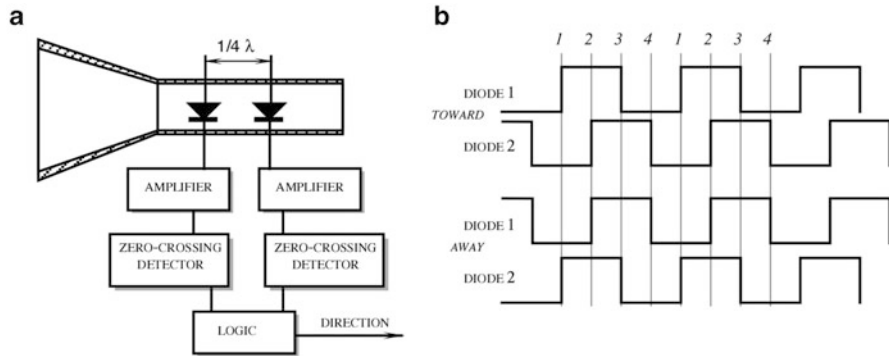 a
1/4 λ
AMPLIFIER
AMPLIFIER
ZERO-CROSSING
DETECTOR
ZERO-CROSSING
DETECTOR
LOGIC
DIRECTION
b
1 2 3 4 1 2 3 4
DIODE 1
TOWARD
DIODE 2
DIODE 1
AWAY
DIODE 2